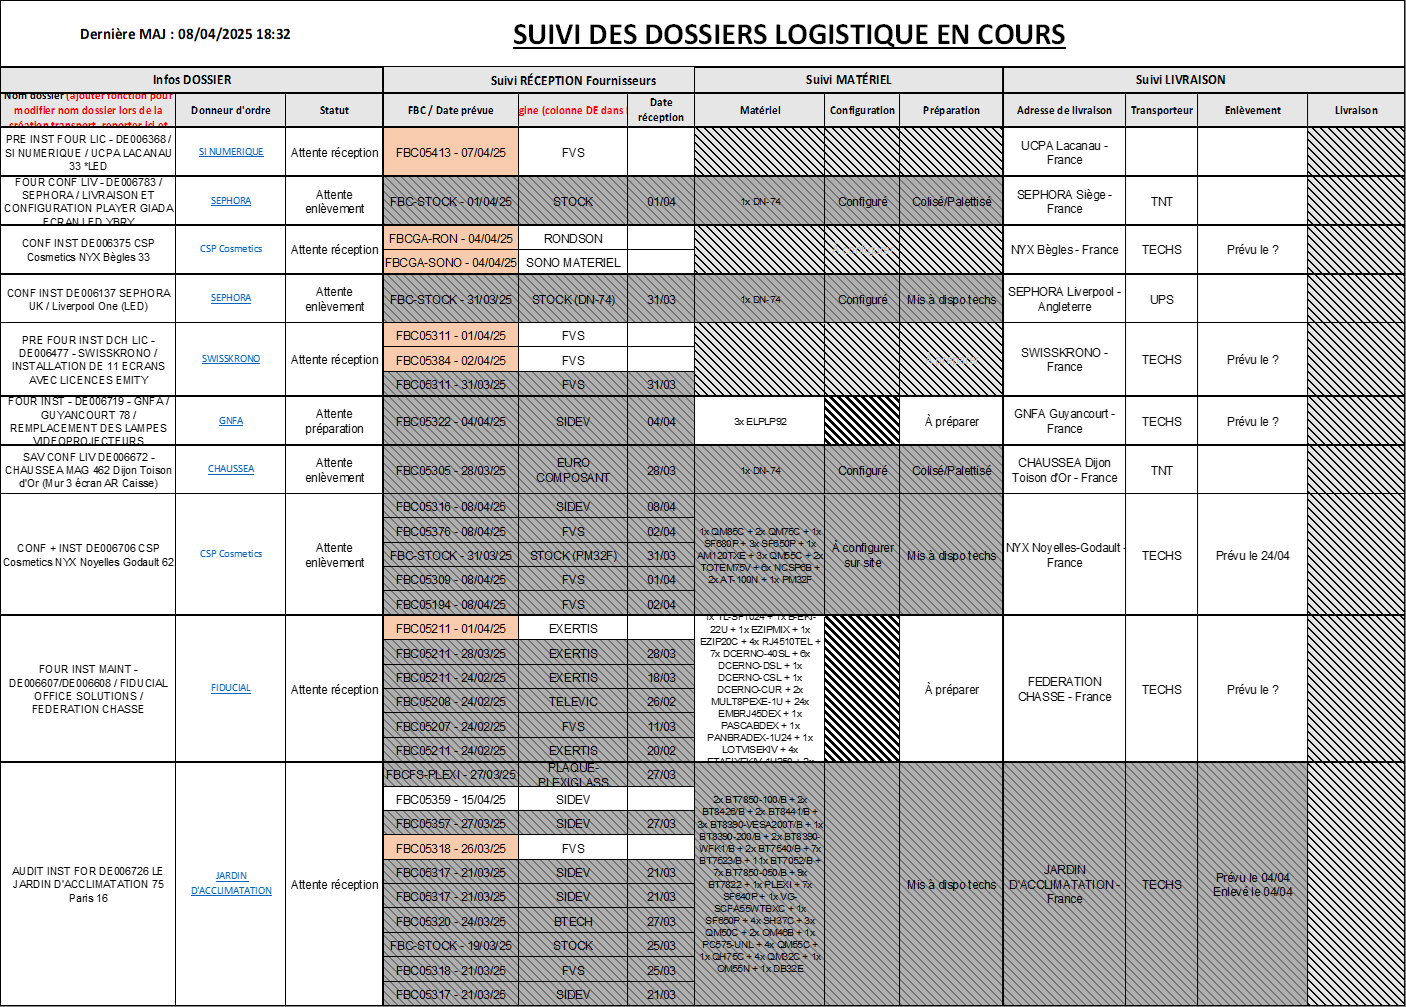 Dernière MAJ : 08/04/2025 18:32
SUIVI DES DOSSIERS LOGISTIQUE EN COURS
Infos DOSSIER
Suivi RÉCEPTION Fournisseurs
Suivi MATÉRIEL
Suivi LIVRAISON
Nom dossier (ajouter fonction pour
modifier nom dossier lors de la
création transport, reporter ici et
Donneur d'ordre
Statut
FBC / Date prévue
gine (colonne DE dans
Date
réception
Matériel
Configuration
Préparation
Adresse de livraison
Transporteur
Enlèvement
Livraison
PRE INST FOUR LIC - DE006368 /
SI NUMERIQUE / UCPA LACANAU
33 *LED
SI NUMERIQUE
Attente réception
FBC05413 - 07/04/25
FVS
UCPA Lacanau -
France
FOUR CONF LIV - DE006783 /
SEPHORA / LIVRAISON ET
CONFIGURATION PLAYER GIADA
ECRAN LED YBRY
SEPHORA
Attente
enlèvement
FBC-STOCK - 01/04/25
STOCK
01/04
1x DN-74
Configuré
Colisé/Palettisé
SEPHORA Siège -
France
TNT
CONF INST DE006375 CSP
Cosmetics NYX Bègles 33
CSP Cosmetics
Attente réception
FBCGA-RON - 04/04/25
RONDSON
FBCGA-SONO - 04/04/25
SONO MATERIEL
NYX Bègles - France
TECHS
Prévu le ?
CONF INST DE006137 SEPHORA
UK / Liverpool One (LED)
SEPHORA
Attente
enlèvement
FBC-STOCK - 31/03/25
STOCK (DN-74)
31/03
1x DN-74
Configuré
Mis à dispo techs
SEPHORA Liverpool -
Angleterre
UPS
PRE FOUR INST DCH LIC -
DE006477 - SWISSKRONO /
INSTALLATION DE 11 ECRANS
AVEC LICENCES EMITY
SWISSKRONO
Attente réception
FBC05311 - 01/04/25
FVS
FBC05384 - 02/04/25
FVS
FBC05311 - 31/03/25
FVS
31/03
SWISSKRONO -
France
TECHS
Prévu le ?
FOUR INST - DE006719 - GNFA /
GUYANCOURT 78 /
REMPLACEMENT DES LAMPES
VIDEOPROJECTEURS
GNFA
Attente
préparation
FBC05322 - 04/04/25
SIDEV
04/04
3x ELPLP92
À préparer
GNFA Guyancourt -
France
TECHS
Prévu le ?
SAV CONF LIV DE006672 -
CHAUSSEA MAG 462 Dijon Toison
d'Or (Mur 3 écran AR Caisse)
CHAUSSEA
Attente
enlèvement
FBC05305 - 28/03/25
EURO
COMPOSANT
28/03
1x DN-74
Configuré
Colisé/Palettisé
CHAUSSEA Dijon
Toison d'Or - France
TNT
CONF + INST DE006706 CSP
Cosmetics NYX Noyelles Godault 62
CSP Cosmetics
Attente
enlèvement
FBC05316 - 08/04/25
SIDEV
08/04
FBC05376 - 08/04/25
FVS
02/04
FBC-STOCK - 31/03/25
STOCK (PM32F)
31/03
FBC05309 - 08/04/25
FVS
01/04
FBC05194 - 08/04/25
FVS
02/04
1x QM85C + 2x QM75C + 1x
SF680P + 3x SF650P + 1x
AM120TXE + 3x QM55C + 2x
TOTEM75V + 6x NCSP6B +
2x AT-100N + 1x PM32F
À configurer
sur site
Mis à dispo techs
NYX Noyelles-Godault -
France
TECHS
Prévu le 24/04
FOUR INST MAINT -
DE006607/DE006608 / FIDUCIAL
OFFICE SOLUTIONS /
FEDERATION CHASSE
FIDUCIAL
Attente réception
FBC05211 - 01/04/25
EXERTIS
FBC05211 - 28/03/25
EXERTIS
28/03
FBC05211 - 24/02/25
EXERTIS
18/03
FBC05208 - 24/02/25
TELEVIC
26/02
FBC05207 - 24/02/25
FVS
11/03
FBC05211 - 24/02/25
EXERTIS
20/02
1x TL-SF1024 + 1x B-EKI-
22U + 1x EZIPMIX + 1x
EZIP20C + 4x RJ4510TEL +
7x DCERNO-40SL + 6x
DCERNO-DSL + 1x
DCERNO-CSL + 1x
DCERNO-CUR + 2x
MULT8PEXE-1U + 24x
EMBRJ45DEX + 1x
PASCABDEX + 1x
PANBRADEX-1U24 + 1x
LOTVISEKIV + 4x
À préparer
FEDERATION
CHASSE - France
TECHS
Prévu le ?
AUDIT INST FOR DE006726 LE
JARDIN D'ACCLIMATATION 75
Paris 16
JARDIN
D'ACCLIMATATION
Attente réception
FBCFS-PLEXI - 27/03/25
PLAQUE-
PLEXIGLASS
27/03
FBC05359 - 15/04/25
SIDEV
FBC05357 - 27/03/25
SIDEV
27/03
FBC05318 - 26/03/25
FVS
FBC05317 - 21/03/25
SIDEV
21/03
FBC05317 - 21/03/25
SIDEV
21/03
FBC05320 - 24/03/25
BTECH
27/03
FBC-STOCK - 19/03/25
STOCK
25/03
FBC05318 - 21/03/25
FVS
25/03
FBC05317 - 21/03/25
SIDEV
21/03
2x BT7850-100/B + 2x
BT8426/B + 2x BT8441/B +
3x BT8390-VESA200T/B + 1x
BT8390-200/B + 2x BT8390-
WFK1/B + 2x BT7540/B + 7x
BT7523/B + 11x BT7052/B +
7x BT7850-050/B + 9x
BT7822 + 1x PLEXI + 7x
SF640P + 1x VG-
SCFA55WTBXC + 1x
SF650P + 4x SH37C + 3x
QM50C + 2x OM46B + 1x
PC575-UNL + 4x QM55C +
1x QH75C + 4x QM32C + 1x
OM55N + 1x DB32E
Mis à dispo techs
JARDIN
D'ACCLIMATATION -
France
TECHS
Prévu le 04/04
Enlevé le 04/04